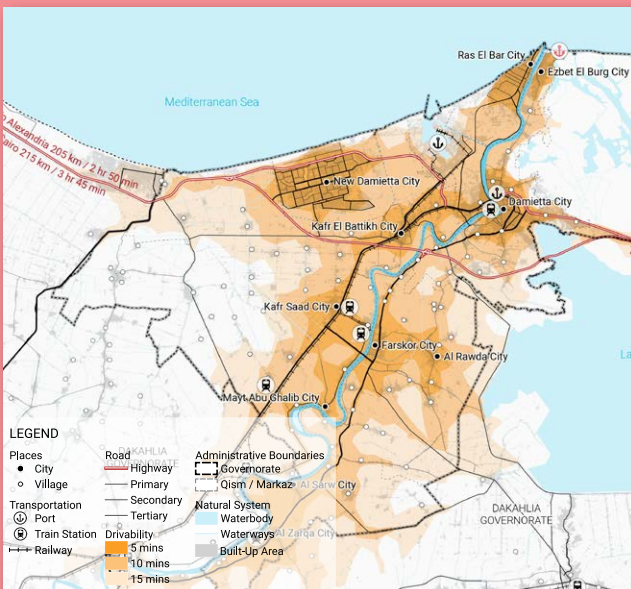 Ras El Bar City
Ezbet El Burg City
Mediterranean Sea
Alexandria 205 km / 2 hr 50 min
Cairo 215 km / 3 hr 45 min
New Damietta City
Damietta City
Kafr El Battikh City
Kafr Saad City
Farskor City
Al Rawda City
Mayt Abu Ghalib City
Al Sarw City
Al Zarqa City
DAKAHLIA
GOVERNORATE
DAKAHLIA
GOVERNORATE
La
LEGEND
Places
City
Village
Transportation
Port
Train Station
Railway
Road
Highway
Primary
Secondary
Tertiary
Drivability
5 mins
10 mins
15 mins
Administrative Boundaries
Governorate
Qism / Markaz
Natural System
Waterbody
Waterways
Built-Up Area